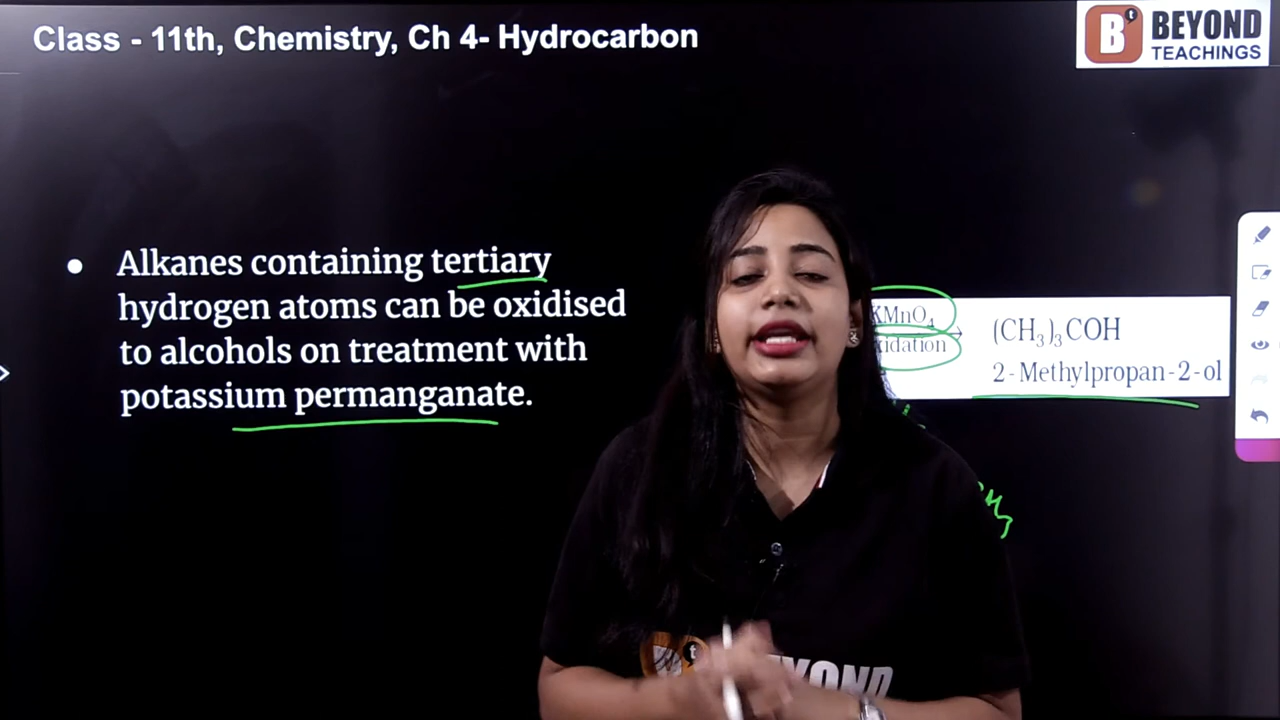 Class - 11th, Chemistry, Ch 4- Hydrocarbon
B t BEYOND
TEACHINGS
• Alkanes containing tertiary
hydrogen atoms can be oxidised
to alcohols on treatment with
potassium permanganate.
KMnO₄
(CH₃)₃COH
2-Methylpropan-2-ol